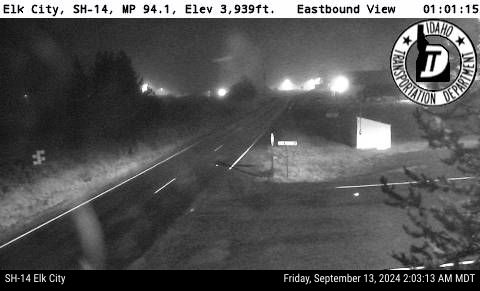 Elk City, SH-14, MP 94.1, Elev 3,939ft. Eastbound View 01:01:15
IDAHO
TRANSPORTATION DEPARTMENT
SH-14 Elk City Friday, September 13, 2024 2:03:13 AM MDT